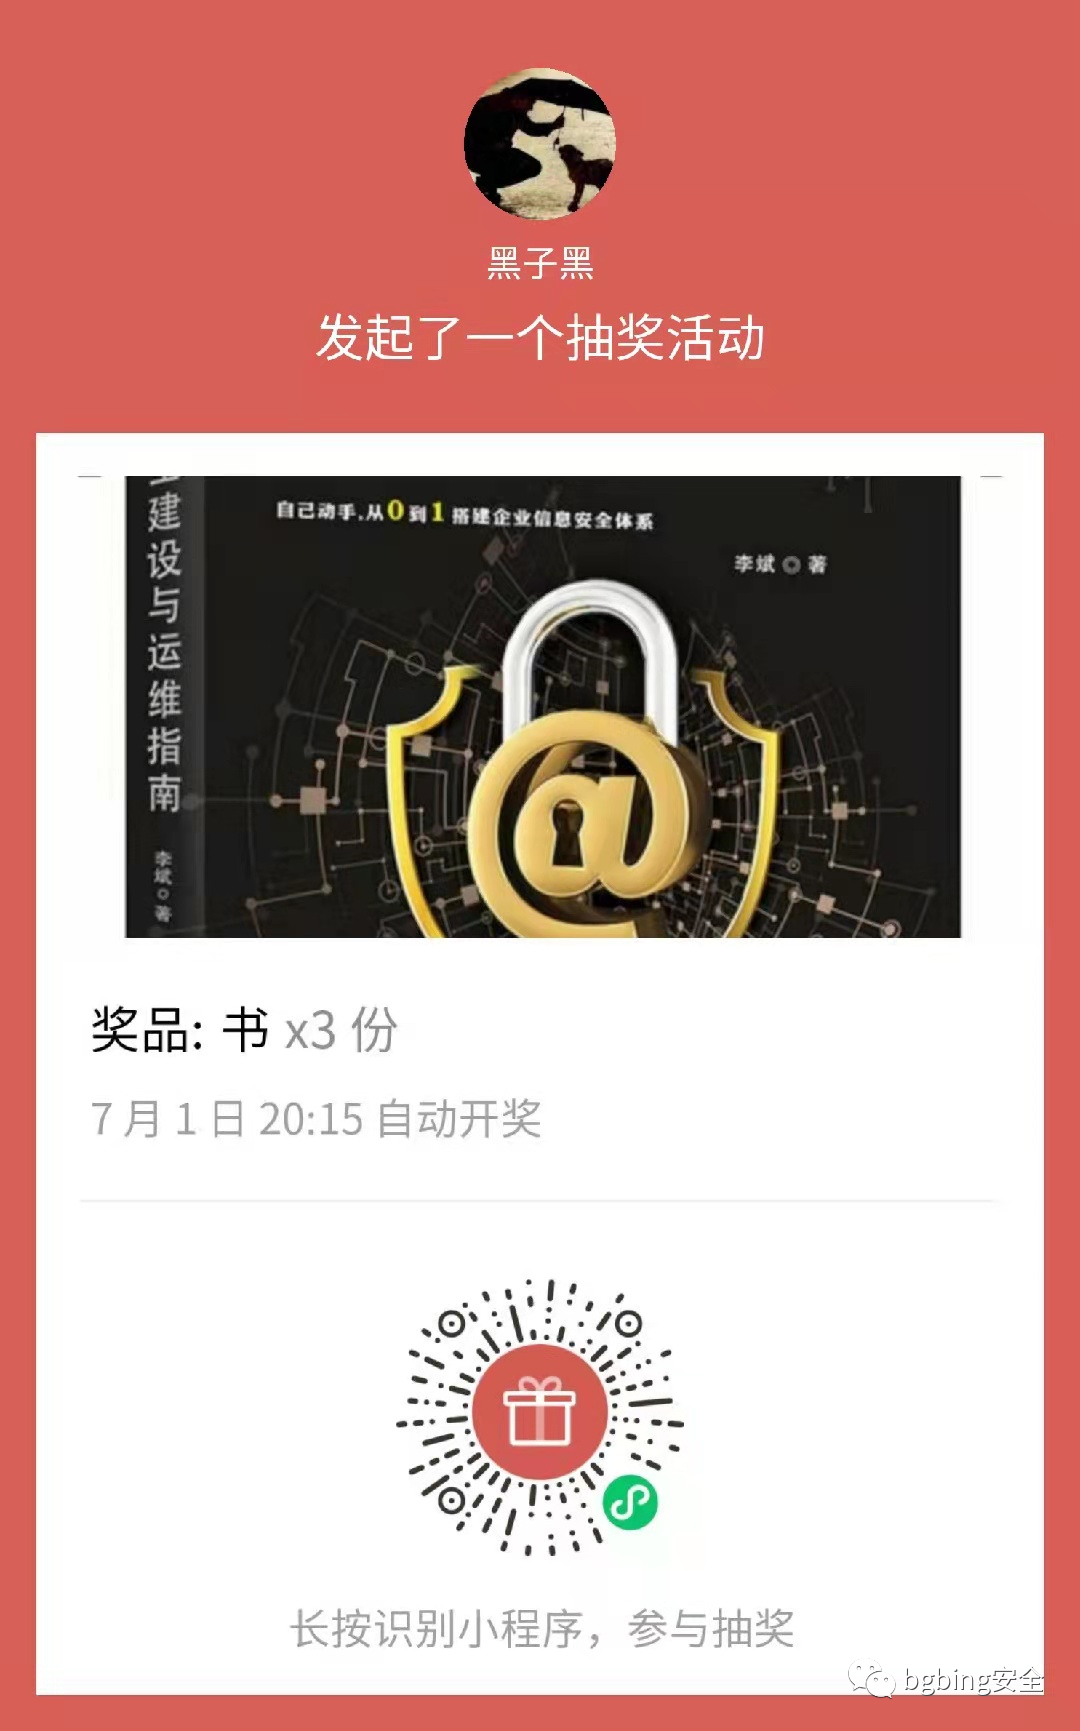 黑子黑
发起了一个抽奖活动
自己动手,从0到1搭建企业信息安全体系
李斌◎著
建设与运维指南
李斌◎著
奖品: 书 x3 份
7 月 1 日 20:15 自动开奖
长按识别小程序，参与抽奖
bgbing安全